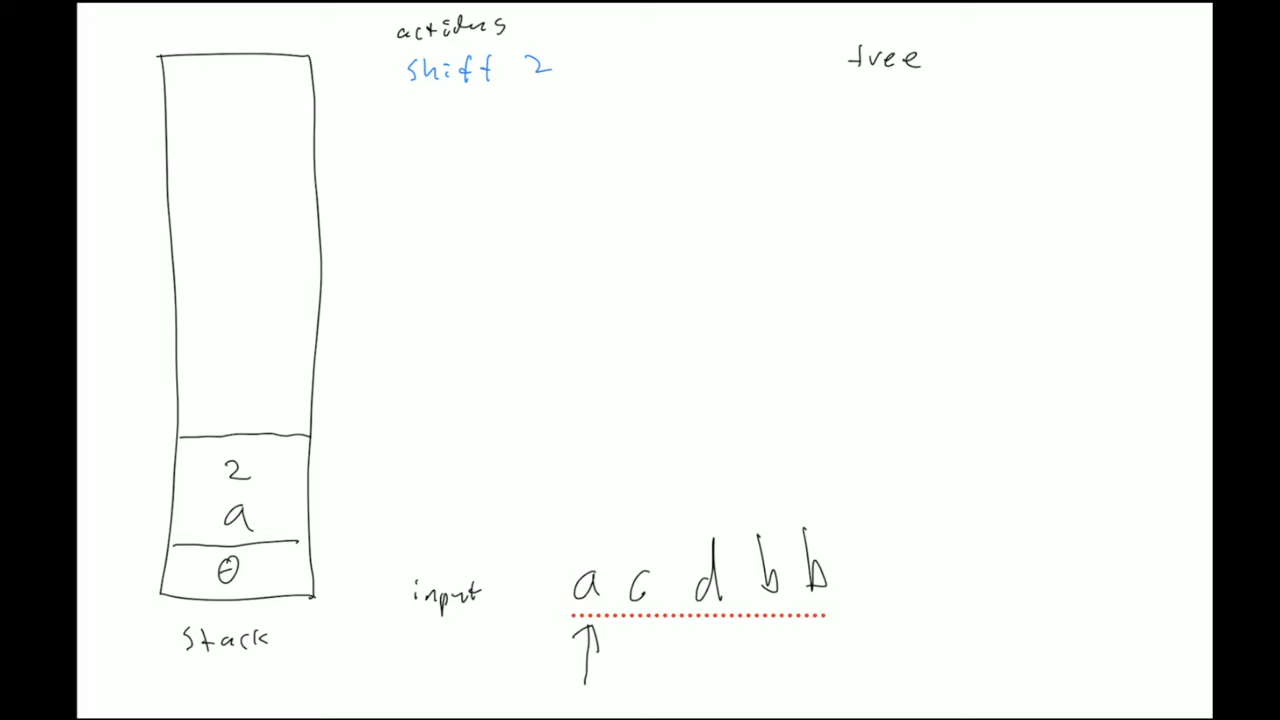 actions
shift 2
tree
2
a
0
stack
input a c d b b